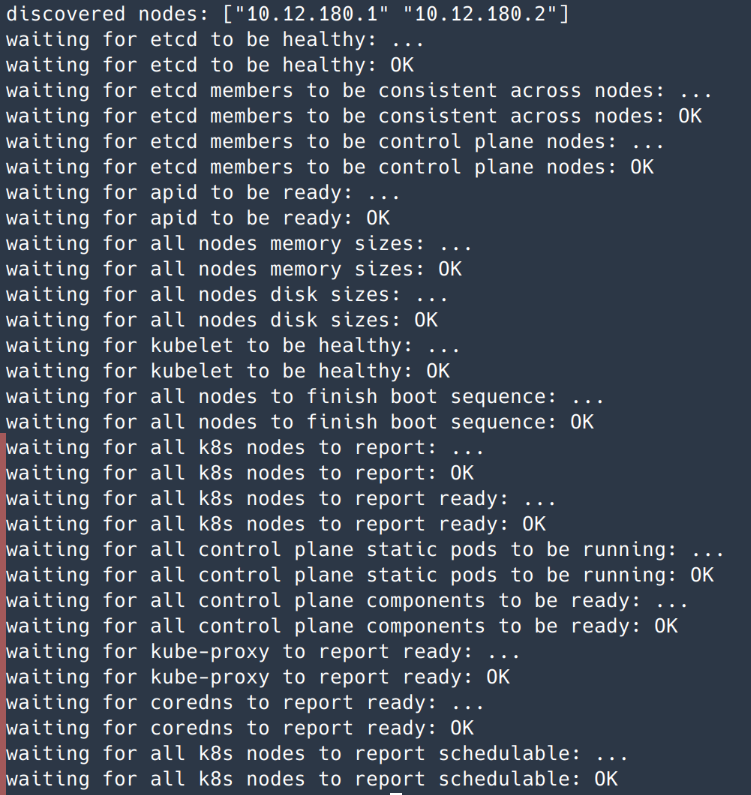 discovered nodes: ["10.12.180.1" "10.12.180.2"]
waiting for etcd to be healthy: ...
waiting for etcd to be healthy: OK
waiting for etcd members to be consistent across nodes: ...
waiting for etcd members to be consistent across nodes: OK
waiting for etcd members to be control plane nodes: ...
waiting for etcd members to be control plane nodes: OK
waiting for apid to be ready: ...
waiting for apid to be ready: OK
waiting for all nodes memory sizes: ...
waiting for all nodes memory sizes: OK
waiting for all nodes disk sizes: ...
waiting for all nodes disk sizes: OK
waiting for kubelet to be healthy: ...
waiting for kubelet to be healthy: OK
waiting for all nodes to finish boot sequence: ...
waiting for all nodes to finish boot sequence: OK
waiting for all k8s nodes to report: ...
waiting for all k8s nodes to report: OK
waiting for all k8s nodes to report ready: ...
waiting for all k8s nodes to report ready: OK
waiting for all control plane static pods to be running: ...
waiting for all control plane static pods to be running: OK
waiting for all control plane components to be ready: ...
waiting for all control plane components to be ready: OK
waiting for kube-proxy to report ready: ...
waiting for kube-proxy to report ready: OK
waiting for coredns to report ready: ...
waiting for coredns to report ready: OK
waiting for all k8s nodes to report schedulable: ...
waiting for all k8s nodes to report schedulable: OK